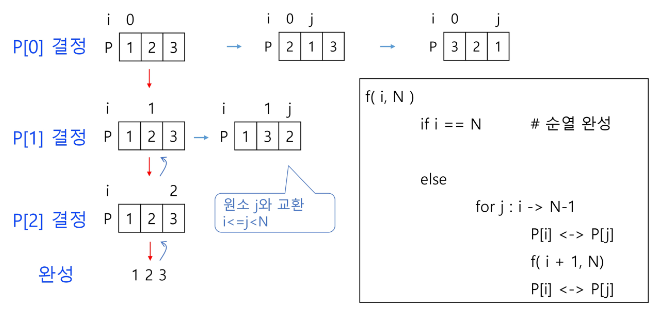 i 0
P[0] 결정 P 1 2 3
i 0 j
P 2 1 3
i 0 j
P 3 2 1
i 1
P[1] 결정 P 1 2 3
i 1 j
P 1 3 2
i 2
P[2] 결정 P 1 2 3
원소 j와 교환
i<=j<N
완성 1 2 3
f( i, N )
if i == N # 순열 완성
else
for j : i -> N-1
P[i] <-> P[j]
f( i + 1, N)
P[i] <-> P[j]